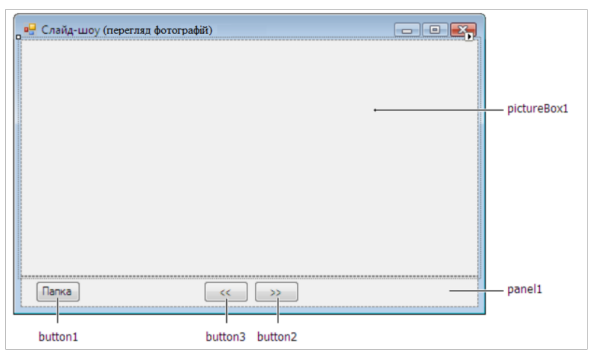 Слайд-шоу (перегляд фотографій)
pictureBox1
Папка
<<
>>
panel1
button1
button3
button2